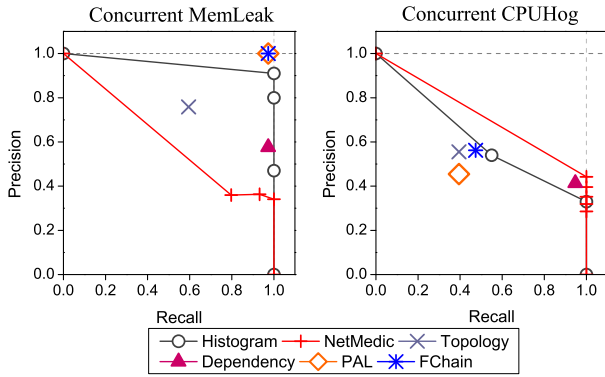 Concurrent MemLeak
Concurrent CPUHog
Precision
1.0
0.8
0.6
0.4
0.2
0.0
0.0 0.2 0.4 0.6 0.8 1.0
Recall
Precision
1.0
0.8
0.6
0.4
0.2
0.0
0.0 0.2 0.4 0.6 0.8 1.0
Recall
Histogram NetMedic Topology
Dependency PAL FChain